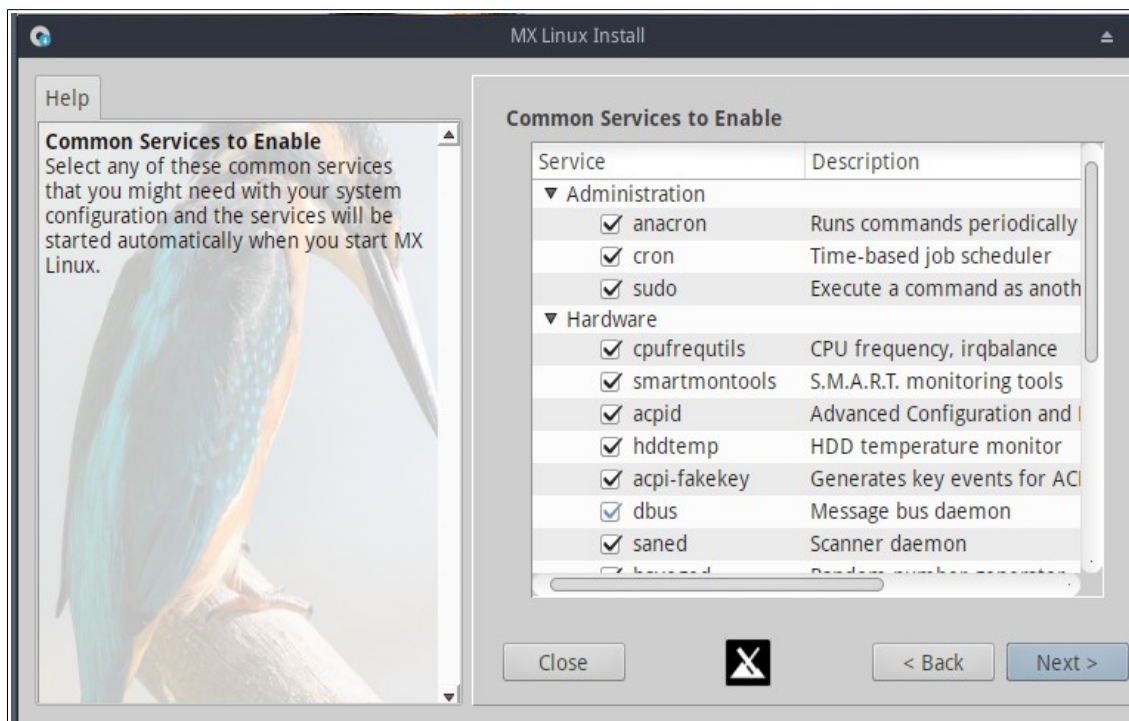 MX Linux Install
Help
Common Services to Enable
Select any of these common services
that you might need with your system
configuration and the services will be
started automatically when you start MX
Linux.
Common Services to Enable
Service Description
Administration
anacron Runs commands periodically
cron Time-based job scheduler
sudo Execute a command as anoth
Hardware
cpufrequtils CPU frequency, irqbalance
smartmontools S.M.A.R.T. monitoring tools
acpid Advanced Configuration and
hddtemp HDD temperature monitor
acpi-fakekey Generates key events for ACI
dbus Message bus daemon
saned Scanner daemon
Close
< Back
Next >